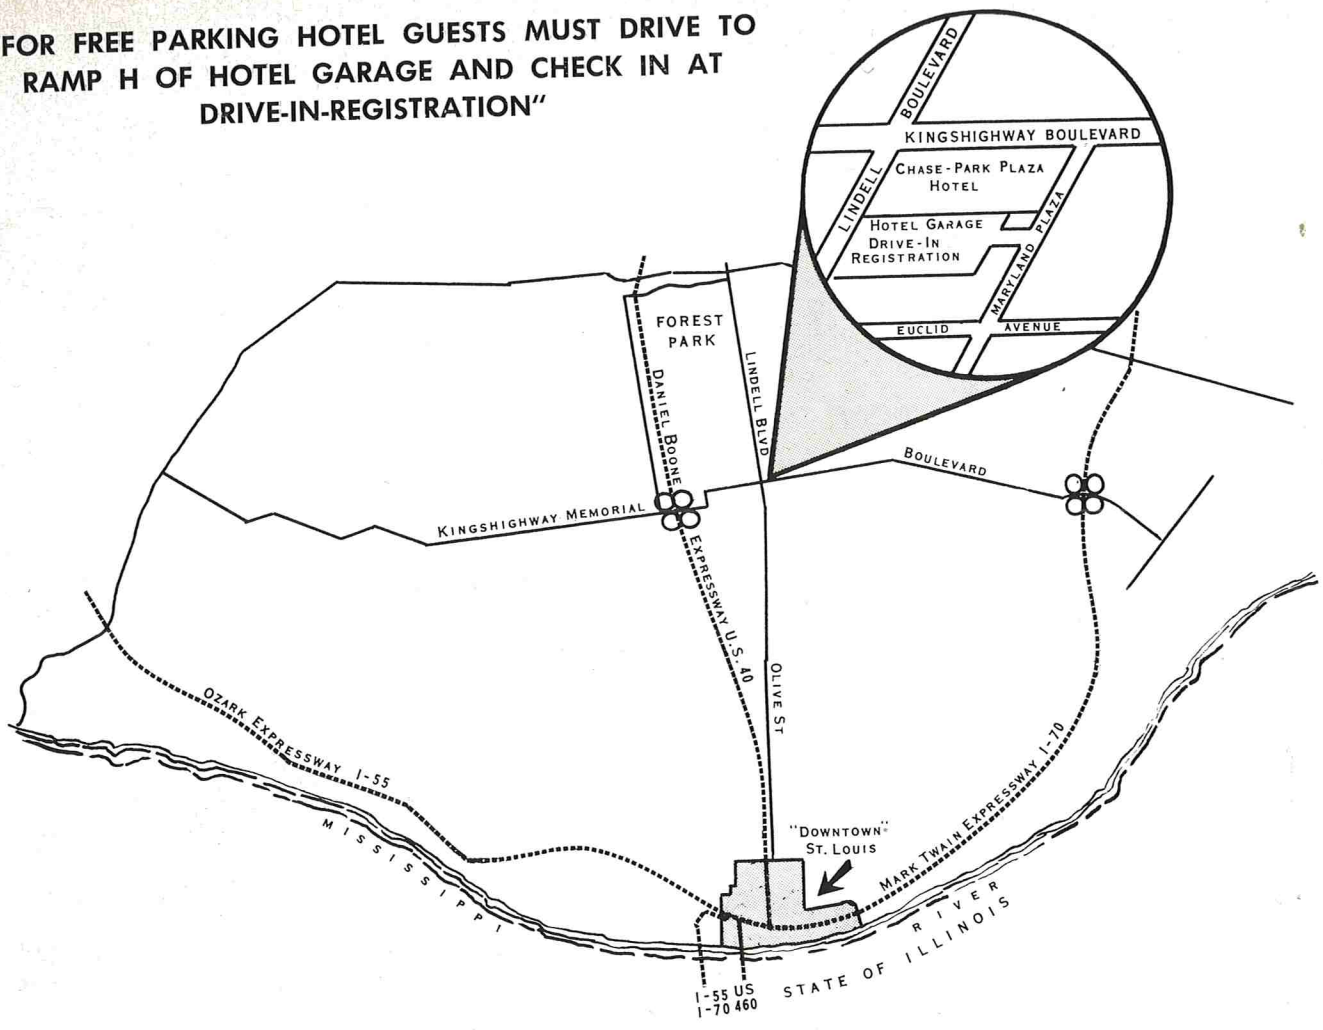 FOR FREE PARKING HOTEL GUESTS MUST DRIVE TO
RAMP H OF HOTEL GARAGE AND CHECK IN AT
DRIVE-IN-REGISTRATION"
BOULEVARD
KINGSHIGHWAY BOULEVARD
LINDELL
CHASE-PARK PLAZA
HOTEL
HOTEL GARAGE
DRIVE-IN
REGISTRATION
MARYLAND PLAZA
EUCLID AVENUE
FOREST
PARK
LINDELL BLVD
DANIEL BOONE
BOULEVARD
KINGSHIGHWAY MEMORIAL
EXPRESSWAY U.S. 40
OLIVE ST
OZARK EXPRESSWAY I-55
MARK TWAIN EXPRESSWAY I-70
"DOWNTOWN"
ST. LOUIS
MISSISSIPPI
RIVER
STATE OF ILLINOIS
I-55 US
I-70 460